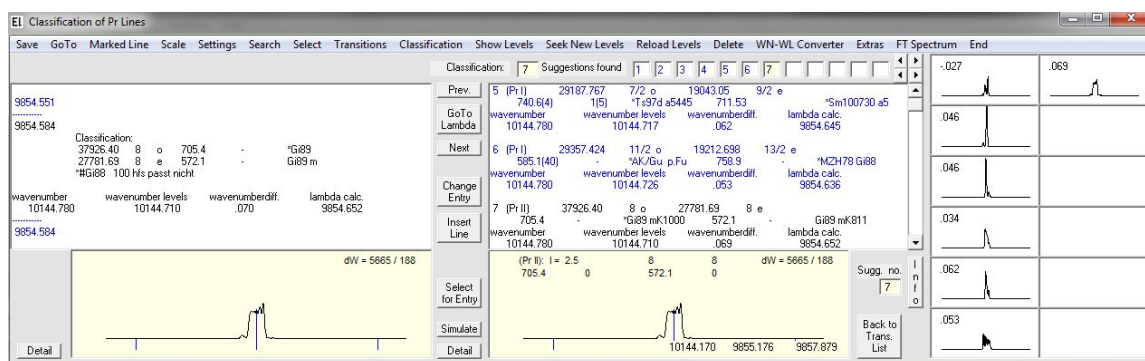 El Classification of Pr Lines
Save GoTo Marked Line Scale Settings Search Select Transitions Classification Show Levels Seek New Levels Reload Levels Delete WN-WL Converter Extras FT Spectrum End
Classification: 7 Suggestions found 1 2 3 4 5 6 7
9854.551
----------
9854.584
Classification:
37926.40 8 o 705.4 - *Gi89
27781.69 8 e 572.1 - Gi89 m
*#Gi88 100 hfs passt nicht
wavenumber wavenumber levels wavenumberdiff. lambda calc.
10144.780 10144.710 .070 9854.652
----------
9854.584
dW = 5665 / 188
Detail
Prev.
GoTo Lambda
Next
Change Entry
Insert Line
Select for Entry
Simulate
Detail
5 (Pr I) 29187.767 7/2 o 19043.05 9/2 e
740.6(4) 1(5) *Ts97d a5445 711.53 *Sm100730 a5
wavenumber wavenumber levels wavenumberdiff. lambda calc.
10144.780 10144.717 .062 9854.645
6 (Pr I) 29357.424 11/2 o 19212.698 13/2 e
585.1(40) - *AK/Gu p.Fu 758.9 - *MZH78 Gi88
wavenumber wavenumber levels wavenumberdiff. lambda calc.
10144.780 10144.726 .053 9854.636
7 (Pr II) 37926.40 8 o 27781.69 8 e
705.4 - *Gi89 mK1000 572.1 - Gi89 mK811
wavenumber wavenumber levels wavenumberdiff. lambda calc.
10144.780 10144.710 .069 9854.652
(Pr II): I = 2.5 8 8 dW = 5665 / 188
705.4 0 572.1 0
10144.170 9855.176 9857.879
Sugg. no.
7
Info
Back to Trans. List
-.027 .069
.046
.046
.034
.062
.053